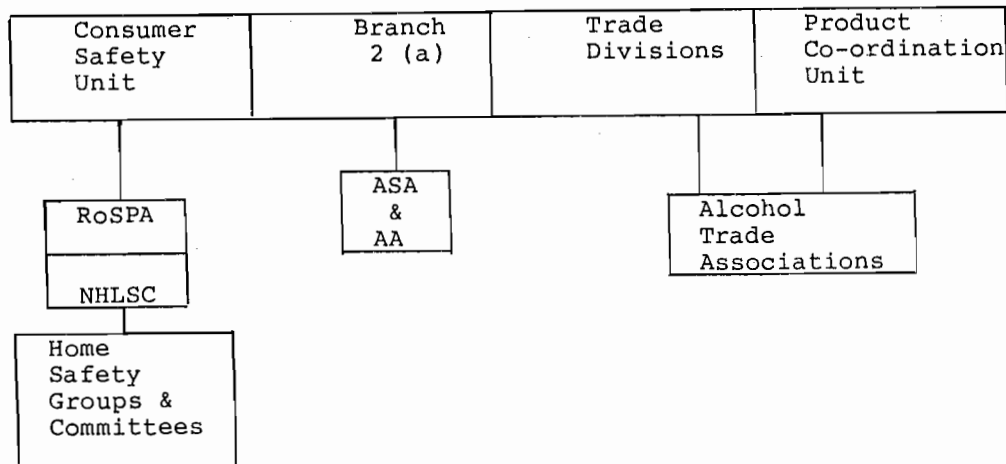 Consumer
Safety
Unit
Branch
2 (a)
Trade
Divisions
Product
Co-ordination
Unit
RoSPA
NHLSC
ASA
&
AA
Alcohol
Trade
Associations
Home
Safety
Groups &
Committees